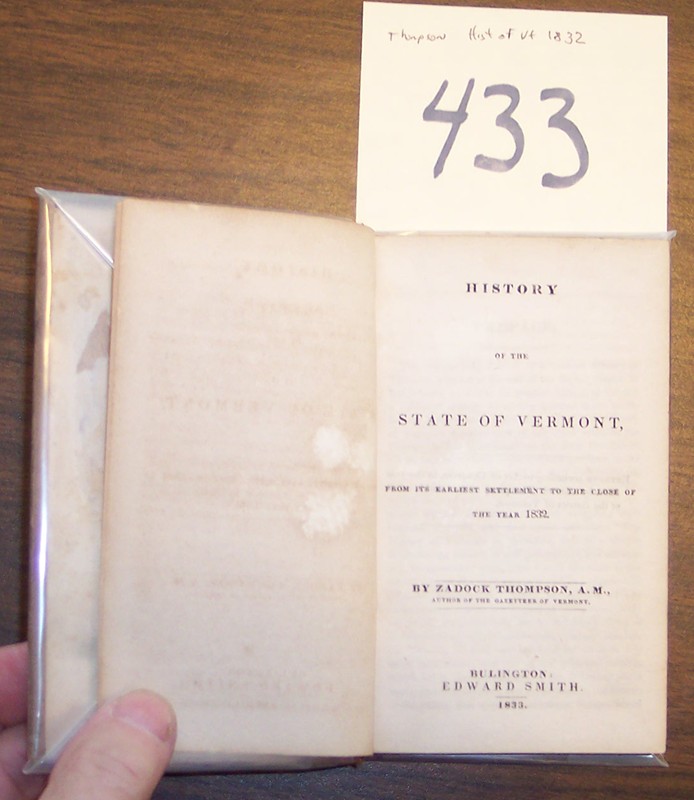 Thompson Hist of Vt 1832
433
HISTORY
OF THE
STATE OF VERMONT,
FROM ITS EARLIEST SETTLEMENT TO THE CLOSE OF
THE YEAR 1832.
BY ZADOCK THOMPSON, A. M.,
AUTHOR OF THE GAZETTEER OF VERMONT.
BULINGTON:
EDWARD SMITH.
1833.